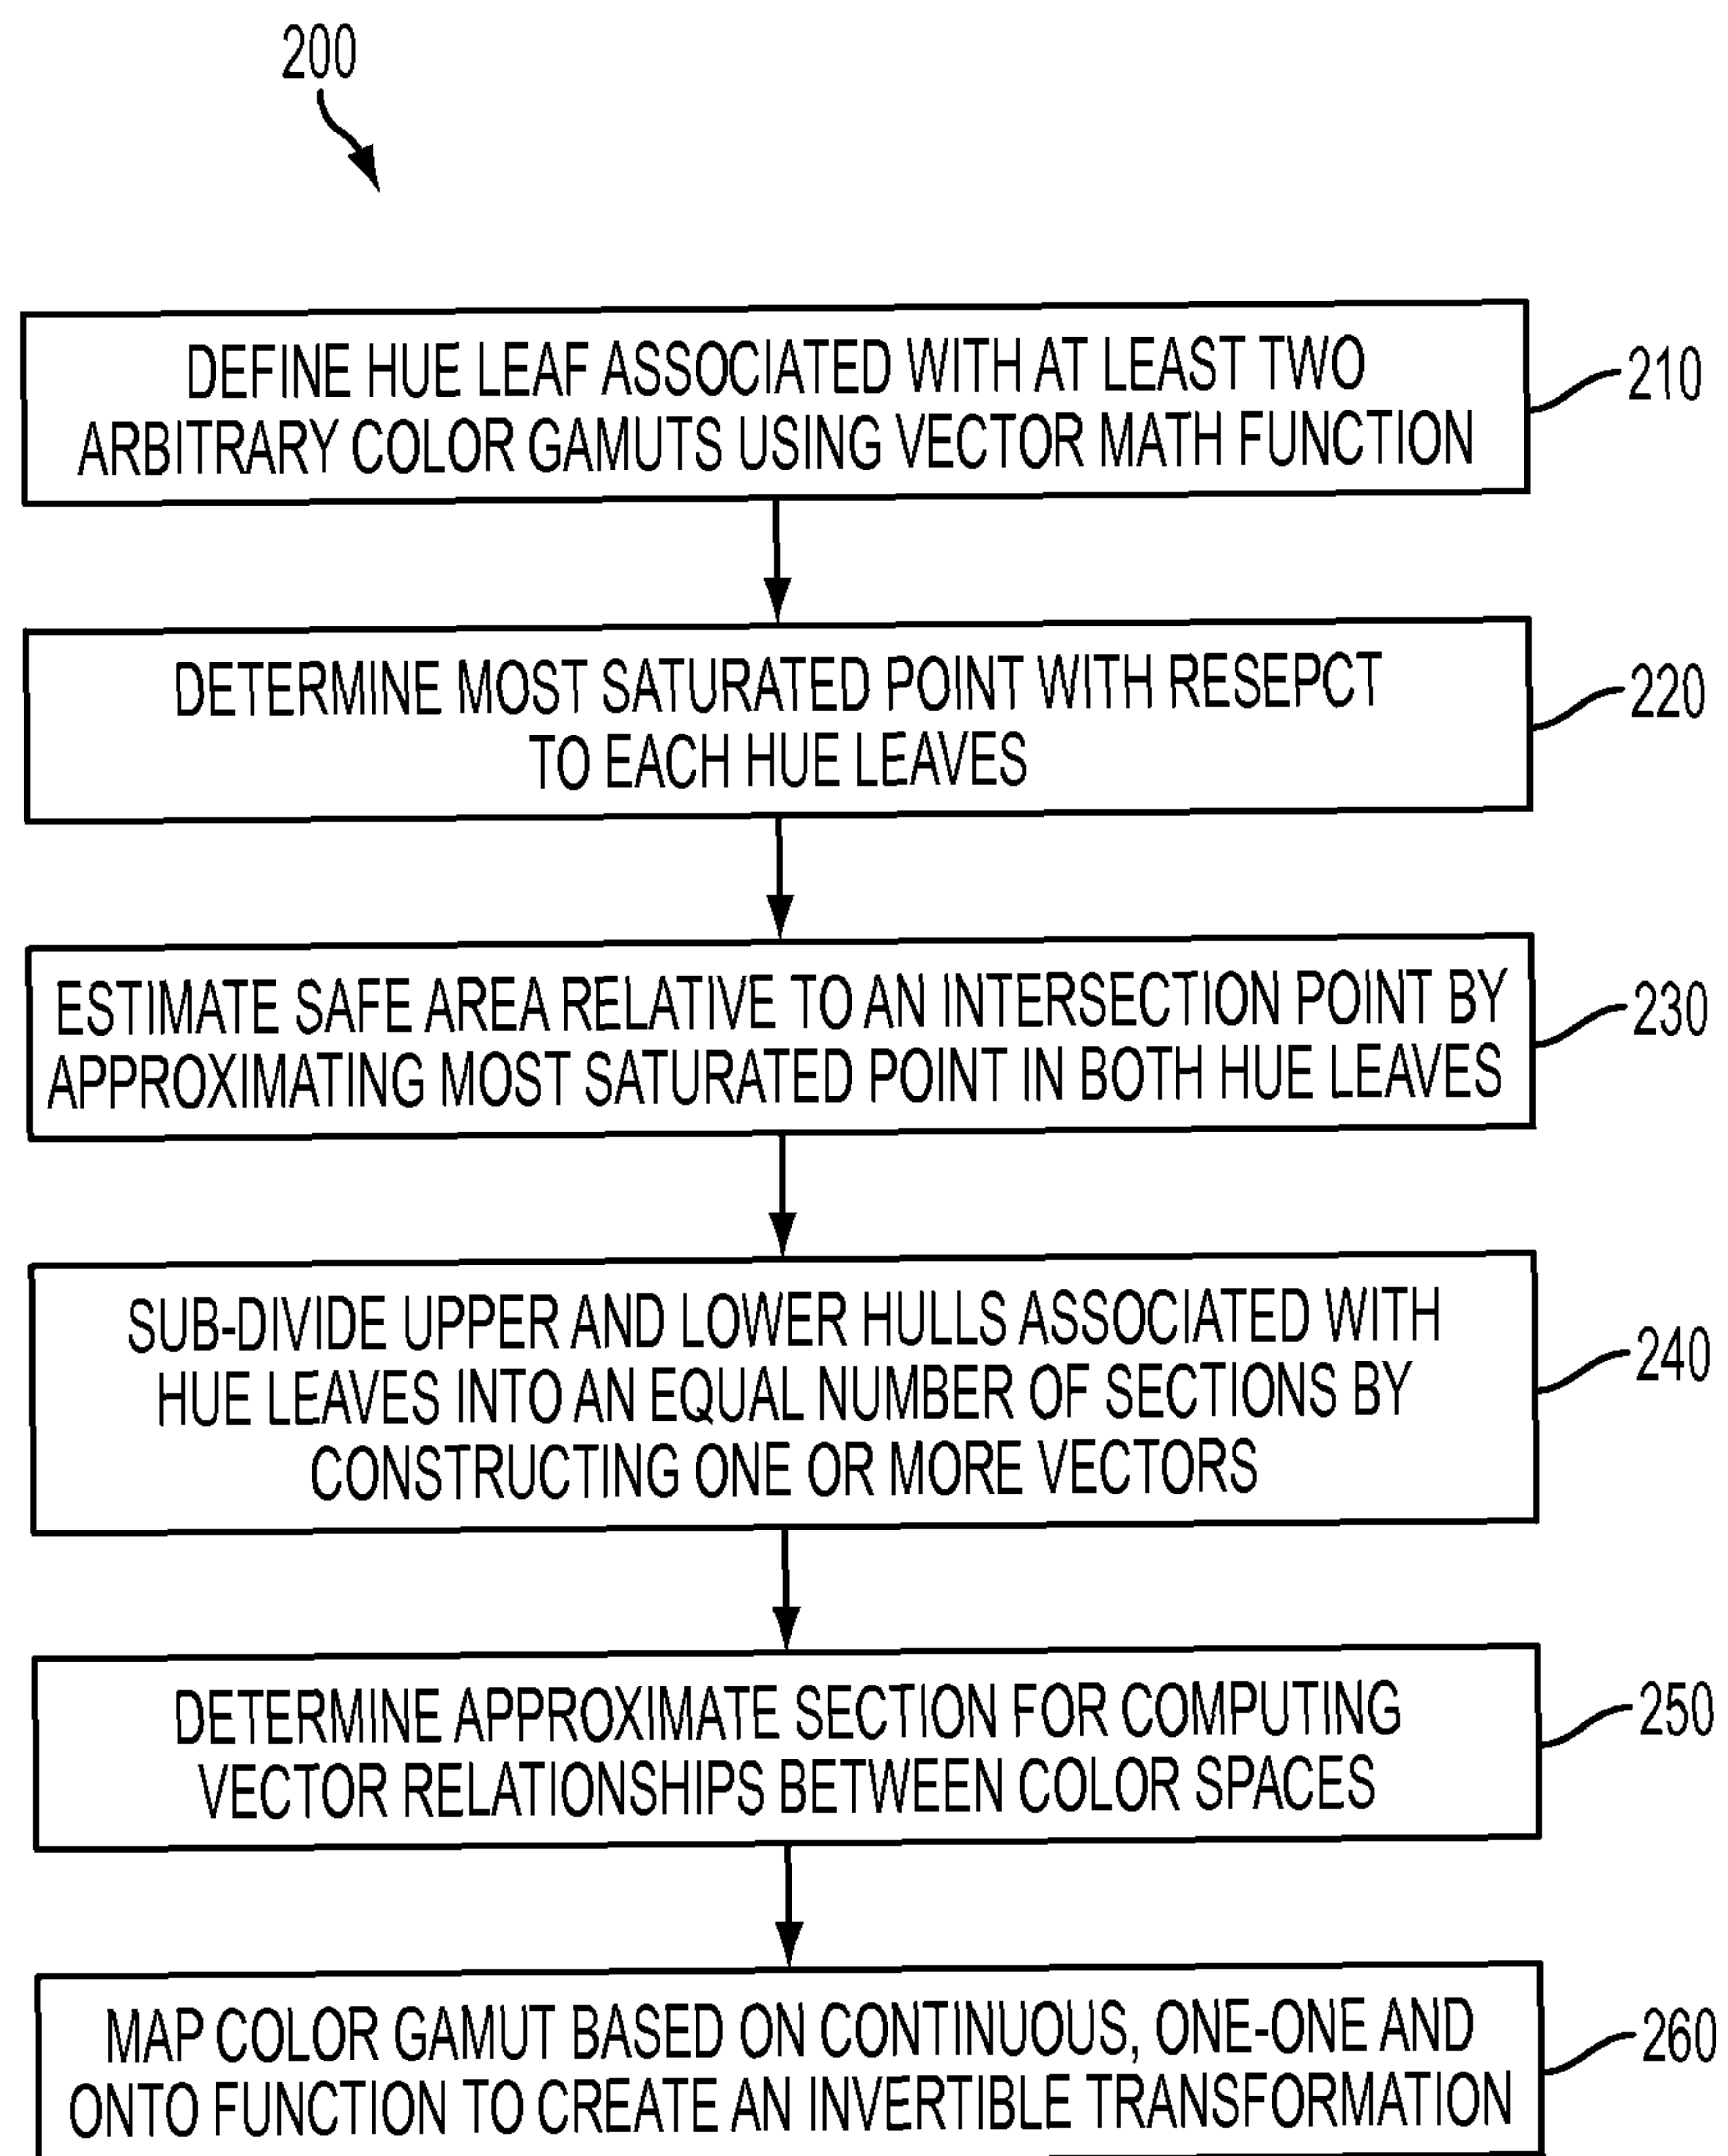 200
DEFINE HUE LEAF ASSOCIATED WITH AT LEAST TWO
ARBITRARY COLOR GAMUTS USING VECTOR MATH FUNCTION
210
DETERMINE MOST SATURATED POINT WITH RESEPCT
TO EACH HUE LEAVES
220
ESTIMATE SAFE AREA RELATIVE TO AN INTERSECTION POINT BY
APPROXIMATING MOST SATURATED POINT IN BOTH HUE LEAVES
230
SUB-DIVIDE UPPER AND LOWER HULLS ASSOCIATED WITH
HUE LEAVES INTO AN EQUAL NUMBER OF SECTIONS BY
CONSTRUCTING ONE OR MORE VECTORS
240
DETERMINE APPROXIMATE SECTION FOR COMPUTING
VECTOR RELATIONSHIPS BETWEEN COLOR SPACES
250
MAP COLOR GAMUT BASED ON CONTINUOUS, ONE-ONE AND
ONTO FUNCTION TO CREATE AN INVERTIBLE TRANSFORMATION
260